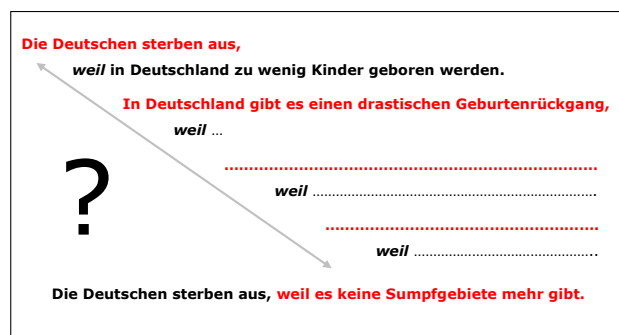 Die Deutschen sterben aus,
weil in Deutschland zu wenig Kinder geboren werden.
In Deutschland gibt es einen drastischen Geburtenrückgang,
weil ...
......................................................................
weil .........................................................................
...................................................
weil ...............................................
?
Die Deutschen sterben aus, weil es keine Sumpfgebiete mehr gibt.